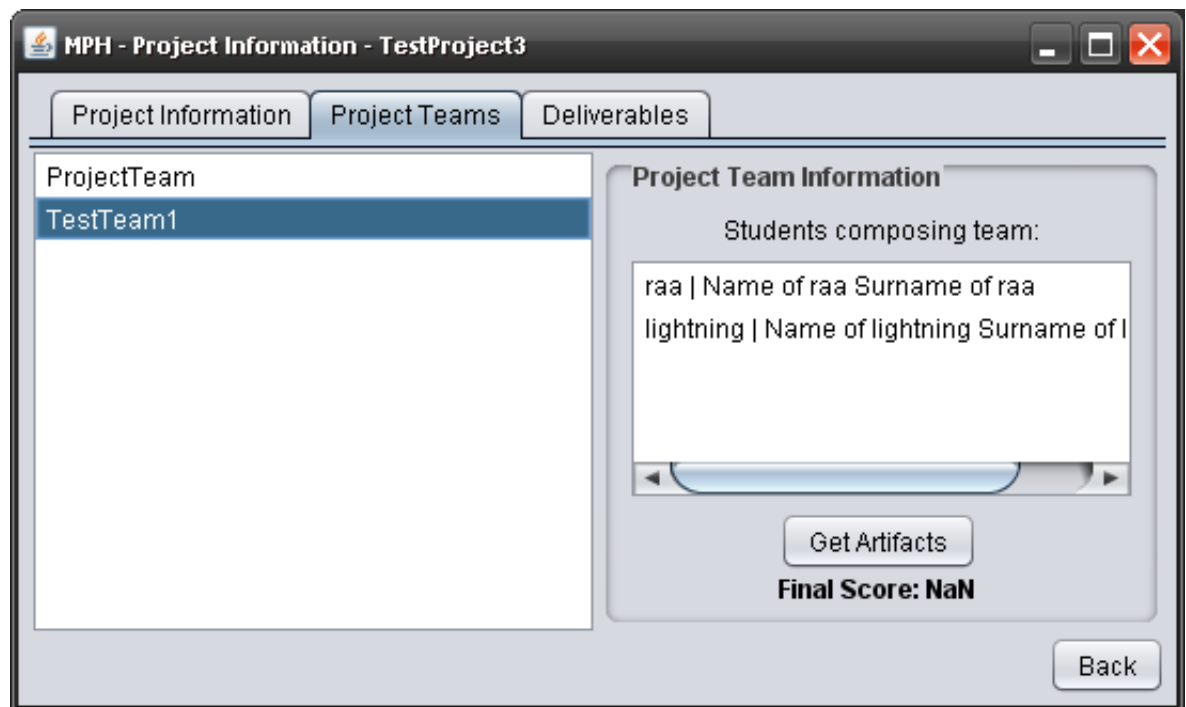 MPH - Project Information - TestProject3
Project Information
Project Teams
Deliverables
ProjectTeam
TestTeam1
Project Team Information
Students composing team:
raa | Name of raa Surname of raa
lightning | Name of lightning Surname of l
Get Artifacts
Final Score: NaN
Back